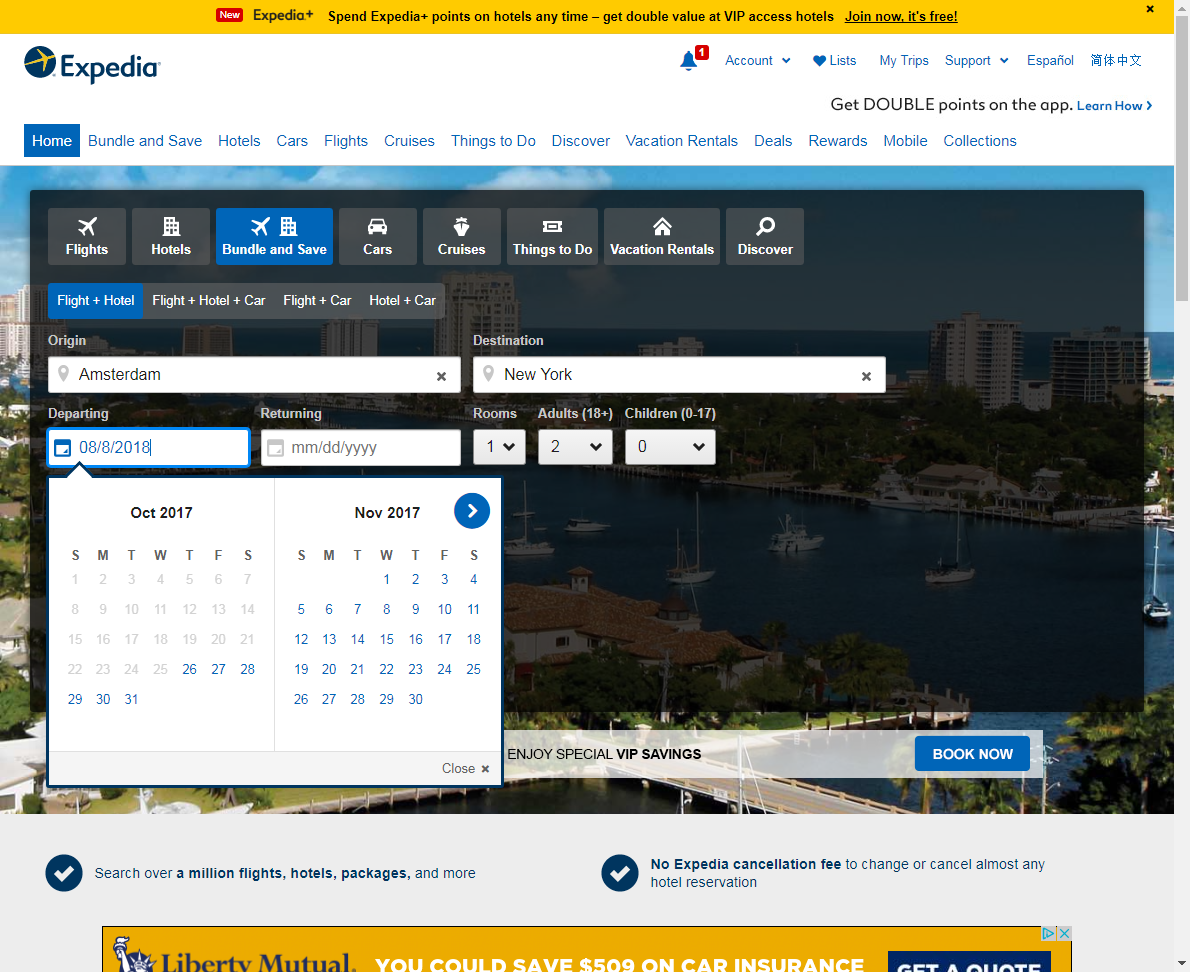 New Expedia+ Spend Expedia+ points on hotels any time – get double value at VIP access hotels Join now, it's free! ×
Expedia
1 Account Lists My Trips Support Español 简体中文
Get DOUBLE points on the app. Learn How
Home Bundle and Save Hotels Cars Flights Cruises Things to Do Discover Vacation Rentals Deals Rewards Mobile Collections
Flights Hotels Bundle and Save Cars Cruises Things to Do Vacation Rentals Discover
Flight + Hotel Flight + Hotel + Car Flight + Car Hotel + Car
Origin Destination
Amsterdam × New York ×
Departing Returning Rooms Adults (18+) Children (0-17)
08/8/2018 mm/dd/yyyy 1 2 0
Oct 2017 Nov 2017
S M T W T F S S M T W T F S
1 2 3 4 5 6 7 1 2 3 4
8 9 10 11 12 13 14 5 6 7 8 9 10 11
15 16 17 18 19 20 21 12 13 14 15 16 17 18
22 23 24 25 26 27 28 19 20 21 22 23 24 25
29 30 31 26 27 28 29 30
ENJOY SPECIAL VIP SAVINGS BOOK NOW
Close ×
Search over a million flights, hotels, packages, and more
No Expedia cancellation fee to change or cancel almost any
hotel reservation
Liberty Mutual. YOU COULD SAVE $509 ON CAR INSURANCE GET A QUOTE